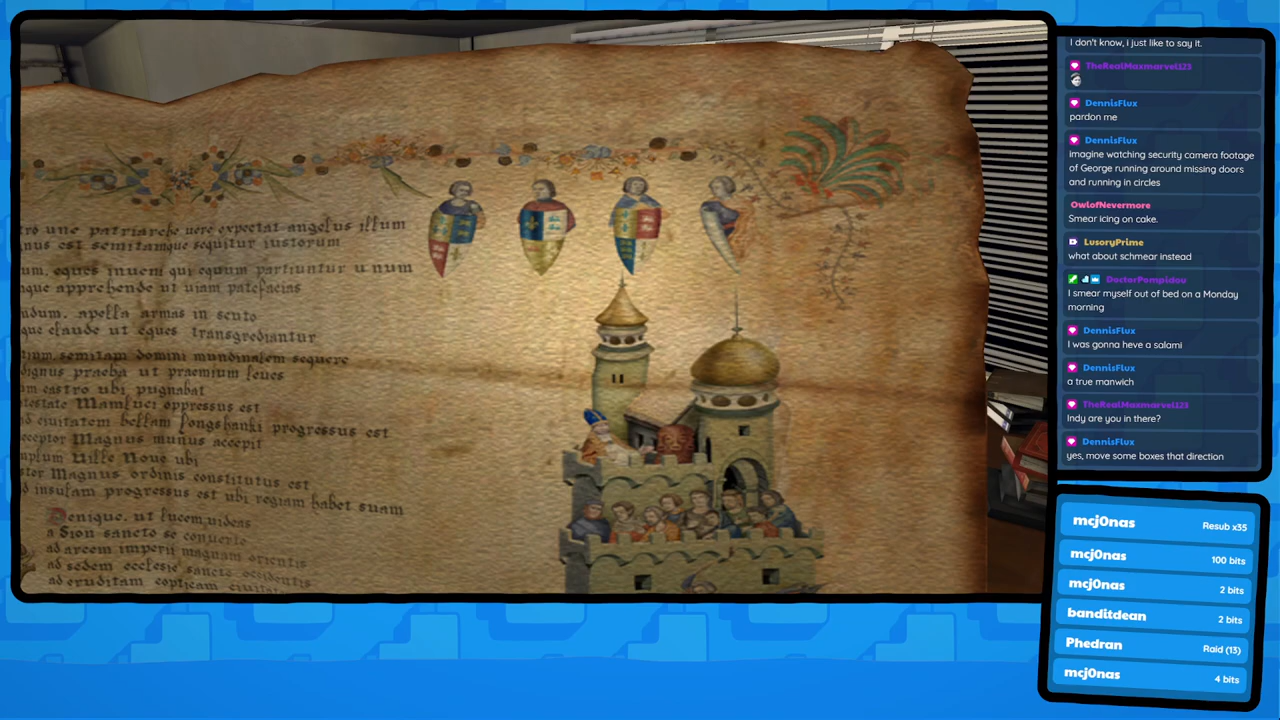 tro une patriarche uere expectat angelus illum
nus est semitamque sequitur iustorum
um, eques inueni qui equum partiuntur unum
que apprehende ut uiam patefacias
udum, apella armas in scuto
que claude ut eques transgrediantur
semitam domini mundinalem sequere
dignus praeba ut praemium leues
m castro ubi pugnabat
testate Mamluci oppressus est
d ciuitatem bellam Pongshanki progressus est
ceptor Magnus munus accepit
mplum Uille Noue ubi
ster Magnus ordinis constitutus est
d insulam progressus est ubi regiam habet suam
Denique, ut lucem uideas
a Sion sancto se conuerte
ad arcem imperii magnam orientis
ad sedem ecclesie sancte occidentis
ad eruditam copticam
I don't know, i just like to say it.
TheRealMaxmarvel123
DennisFlux
pardon me
DennisFlux
Imagine watching security camera footage
of George running around missing doors
and running in circles
OwlofNevermore
Smear icing on cake.
LusoryPrime
what about schmear instead
DoctorPompidou
I smear myself out of bed on a Monday
morning
DennisFlux
I was gonna heve a salami
DennisFlux
a true manwich
TheRealMaxmarvel123
Indy are you in there?
DennisFlux
yes, move some boxes that direction
mcj0nas Resub x35
mcj0nas 100 bits
mcj0nas 2 bits
banditdean 2 bits
Phedran Raid (13)
mcj0nas 4 bits